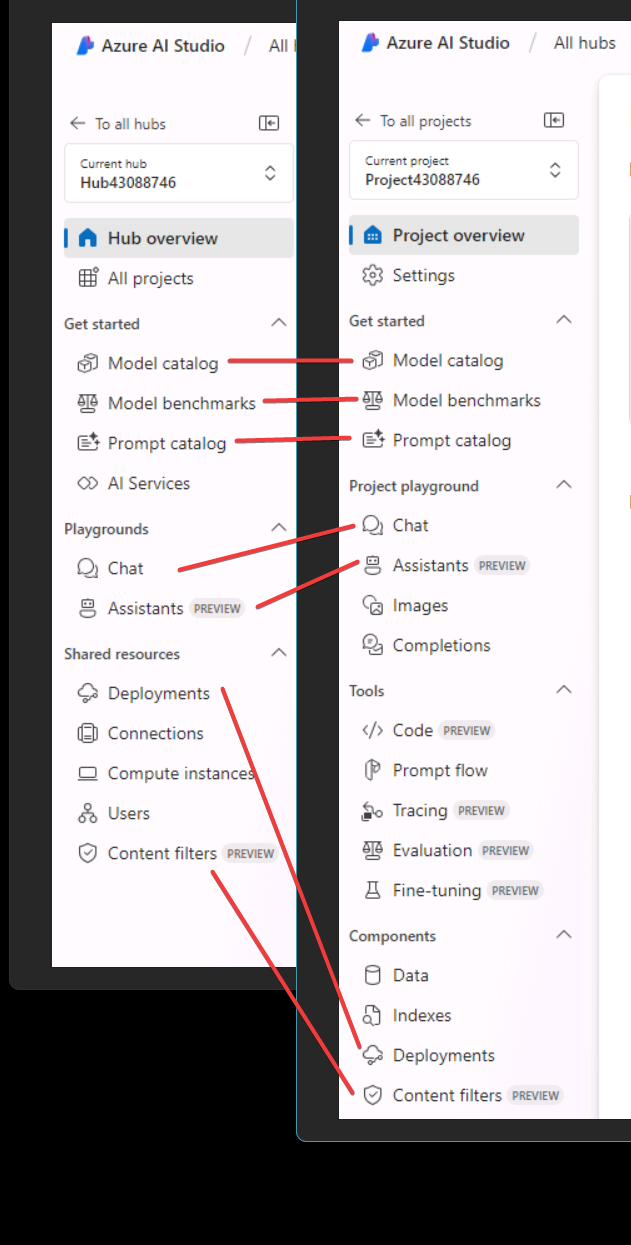 Azure AI Studio / All
To all hubs
Current hub
Hub43088746
Hub overview
All projects
Get started
Model catalog
Model benchmarks
Prompt catalog
AI Services
Playgrounds
Chat
Assistants PREVIEW
Shared resources
Deployments
Connections
Compute instances
Users
Content filters PREVIEW
Azure AI Studio / All hubs
To all projects
Current project
Project43088746
Project overview
Settings
Get started
Model catalog
Model benchmarks
Prompt catalog
Project playground
Chat
Assistants PREVIEW
Images
Completions
Tools
Code PREVIEW
Prompt flow
Tracing PREVIEW
Evaluation PREVIEW
Fine-tuning PREVIEW
Components
Data
Indexes
Deployments
Content filters PREVIEW